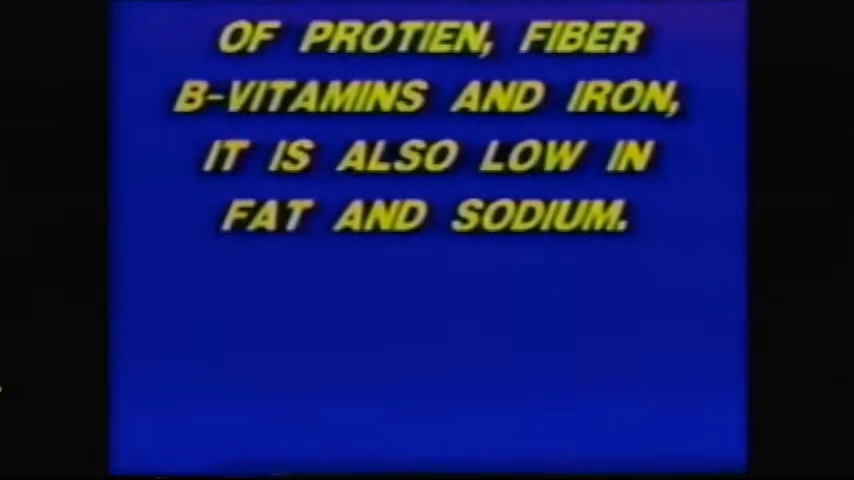 OF PROTIEN, FIBER
B-VITAMINS AND IRON,
IT IS ALSO LOW IN
FAT AND SODIUM.